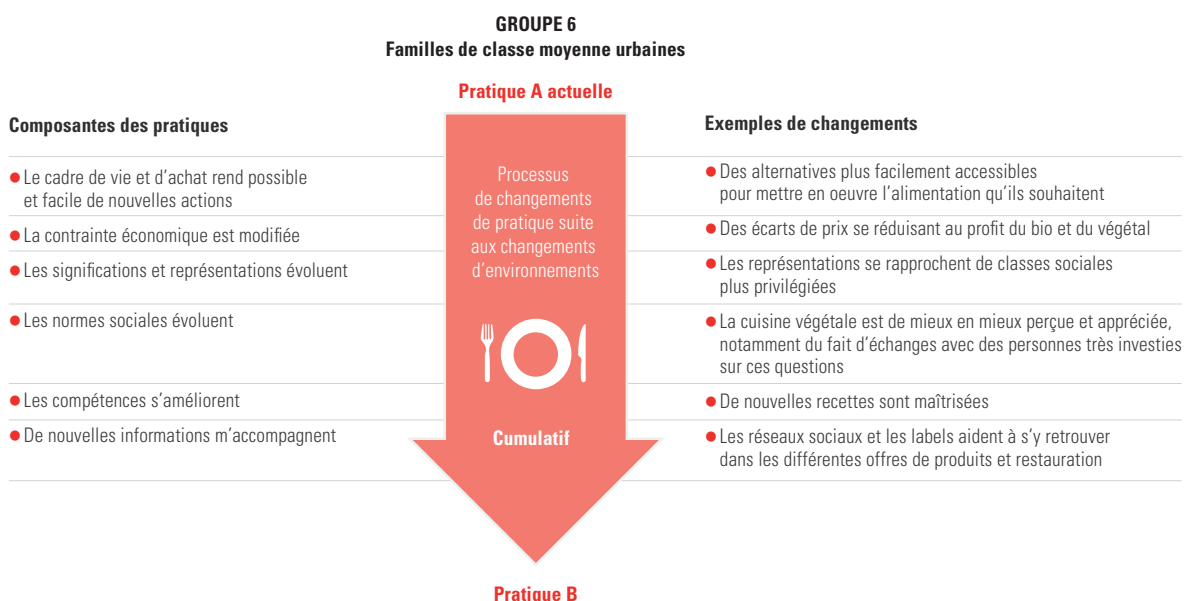 GROUPE 6
Familles de classe moyenne urbaines
Pratique A actuelle
Composantes des pratiques
● Le cadre de vie et d'achat rend possible
et facile de nouvelles actions
● La contrainte économique est modifiée
● Les significations et représentations évoluent
● Les normes sociales évoluent
● Les compétences s'améliorent
● De nouvelles informations m'accompagnent
Processus
de changements
de pratique suite
aux changements
d'environnements
Cumulatif
Exemples de changements
● Des alternatives plus facilement accessibles
pour mettre en oeuvre l'alimentation qu'ils souhaitent
● Des écarts de prix se réduisant au profit du bio et du végétal
● Les représentations se rapprochent de classes sociales
plus privilégiées
● La cuisine végétale est de mieux en mieux perçue et appréciée,
notamment du fait d'échanges avec des personnes très investies
sur ces questions
● De nouvelles recettes sont maîtrisées
● Les réseaux sociaux et les labels aident à s'y retrouver
dans les différentes offres de produits et restauration
Pratique B